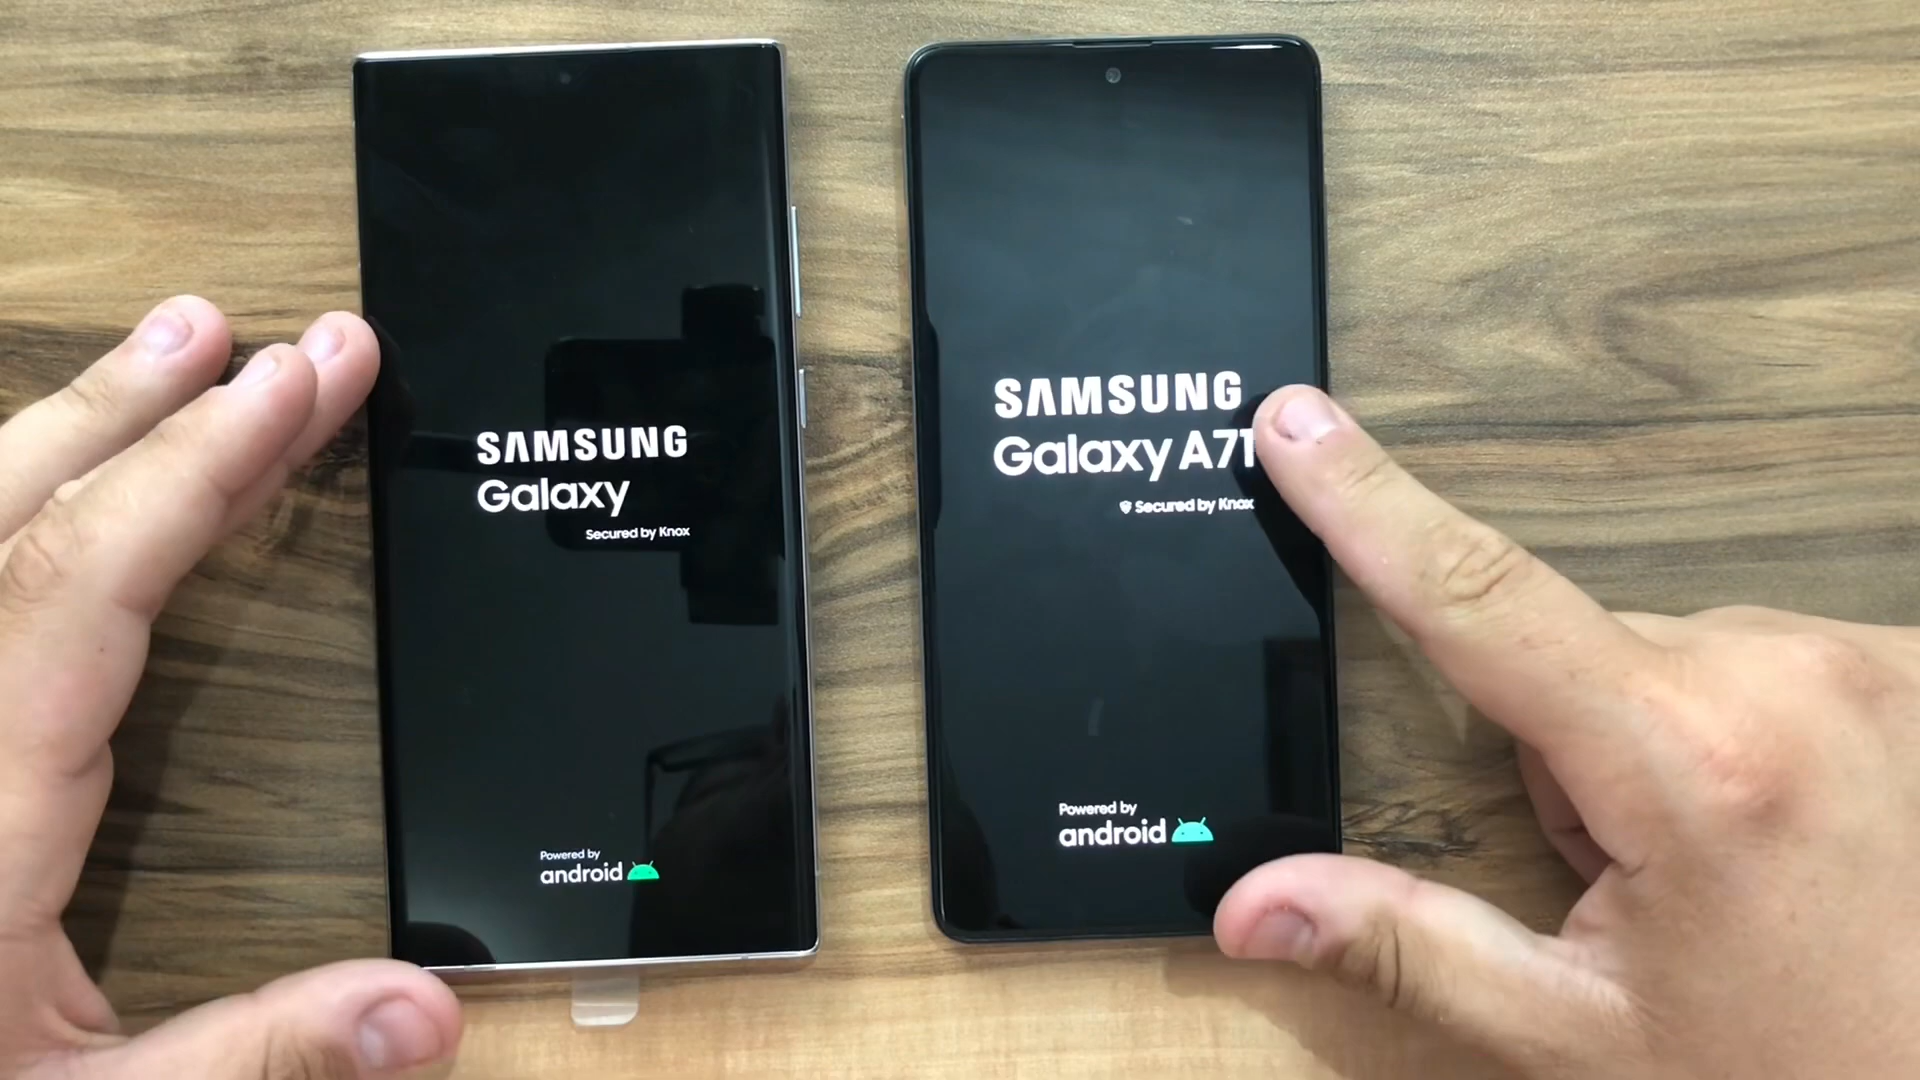 SAMSUNG
Galaxy
Secured by Knox
Powered by
android
SAMSUNG
Galaxy A71
Secured by Knox
Powered by
android